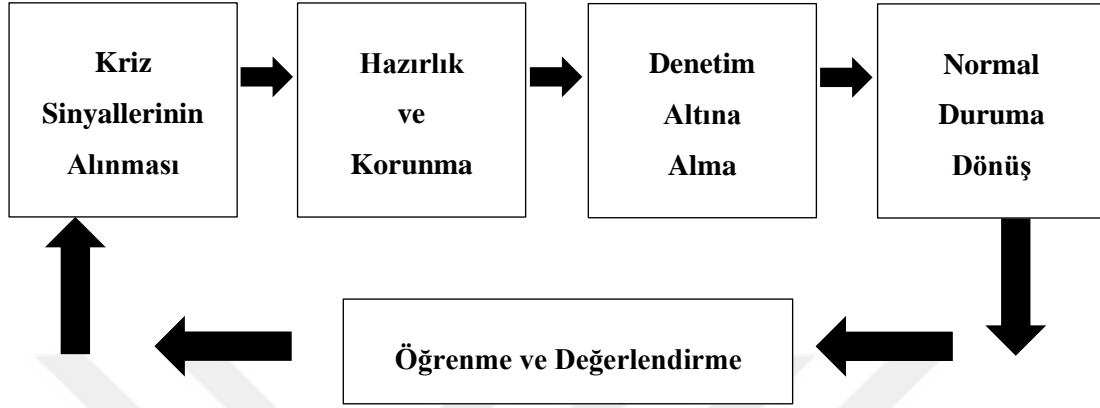 Kriz
Sinyallerinin
Alınması
Hazırlık
ve
Korunma
Denetim
Altına
Alma
Normal
Duruma
Dönüş
Öğrenme ve Değerlendirme